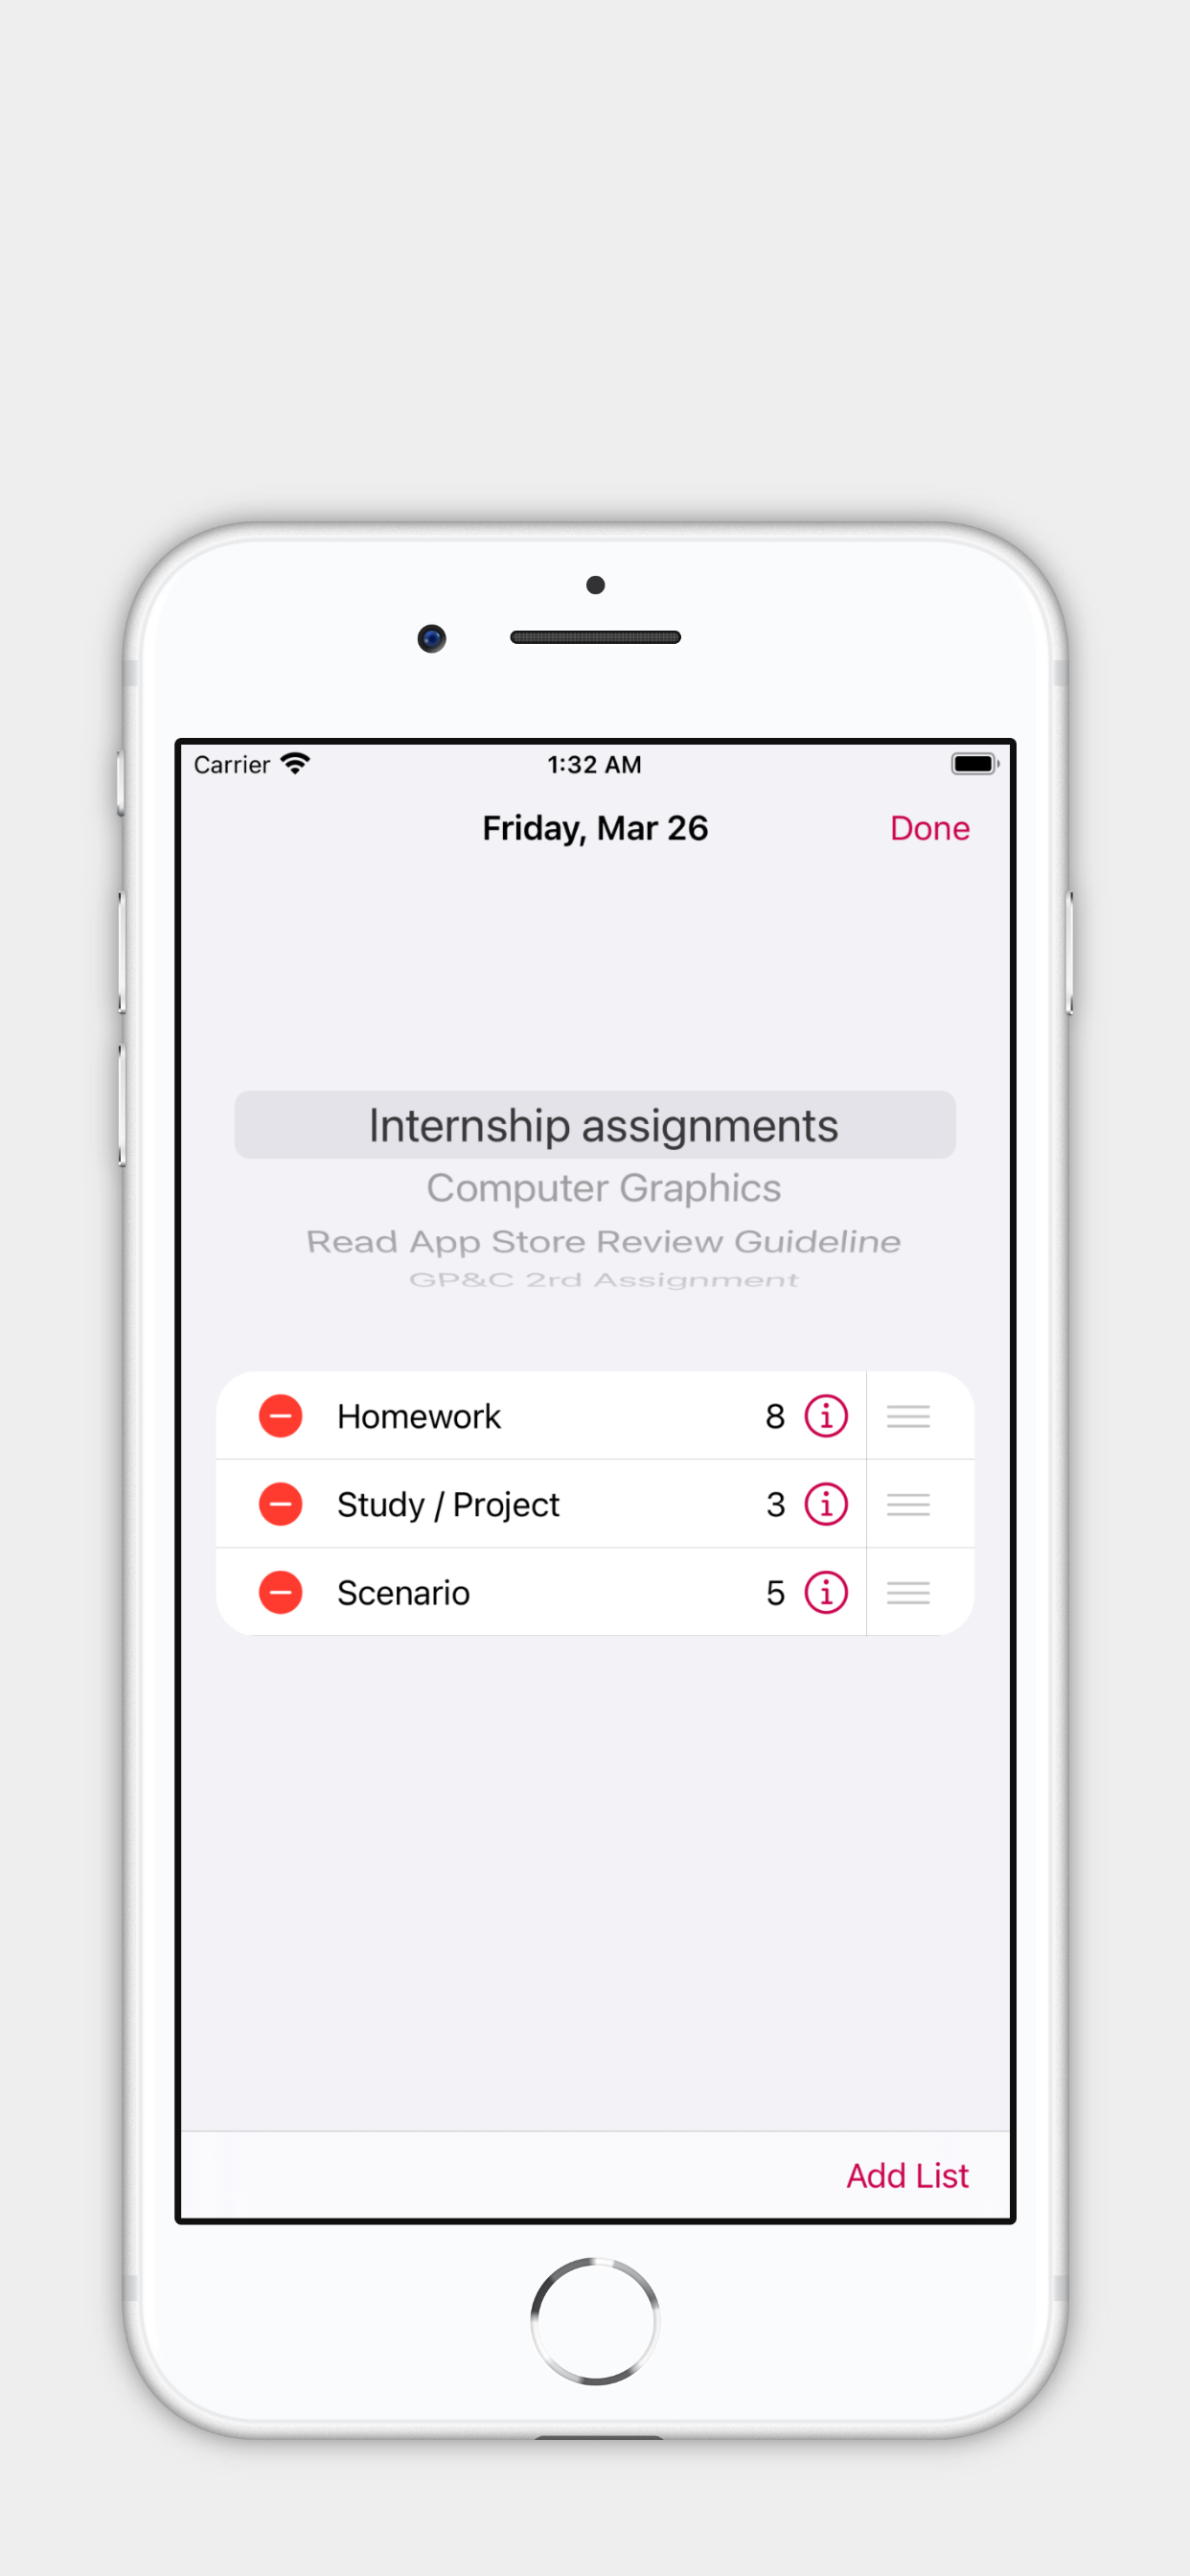 Carrier 1:32 AM
Friday, Mar 26 Done
Internship assignments
Computer Graphics
Read App Store Review Guideline
GP&C 2rd Assignment
Homework 8
Study / Project 3
Scenario 5
Add List